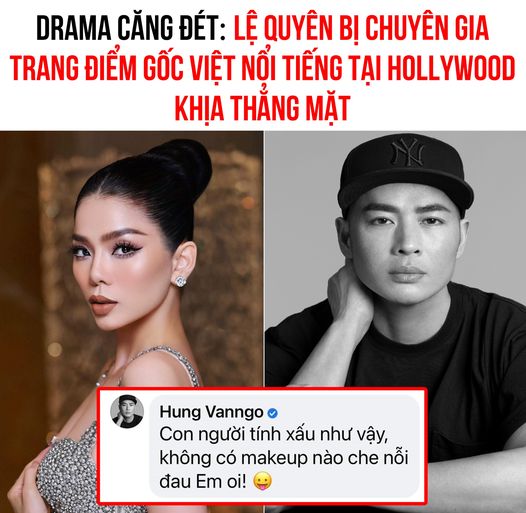 DRAMA CĂNG ĐÉT: LỆ QUYÊN BỊ CHUYÊN GIA
TRANG ĐIỂM GỐC VIỆT NỔI TIẾNG TẠI HOLLYWOOD
KHỊA THẲNG MẶT
NY
Hung Vanngo
Con người tính xấu như vậy,
không có makeup nào che nỗi
đau Em oi! 😛